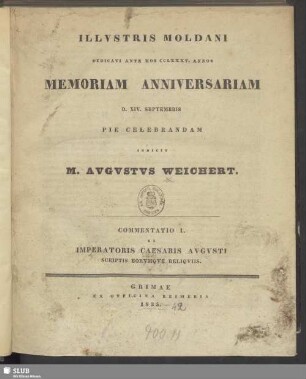 ILLVSTRIS MOLDANI
DEDICATI ANTE HOS CCLXXXV. ANNOS
MEMORIAM ANNIVERSARIAM
D. XIV. SEPTEMBRIS
PIE CELEBRANDAM
INDICIT
M. AVGVSTVS WEICHERT.
COMMENTATIO I.
DE
IMPERATORIS CAESARIS AVGVSTI
SCRIPTIS EORVMQVE RELIQVIIS.
GRIMAE
EX OFFICINA REIMERIA
1835.
SLUB